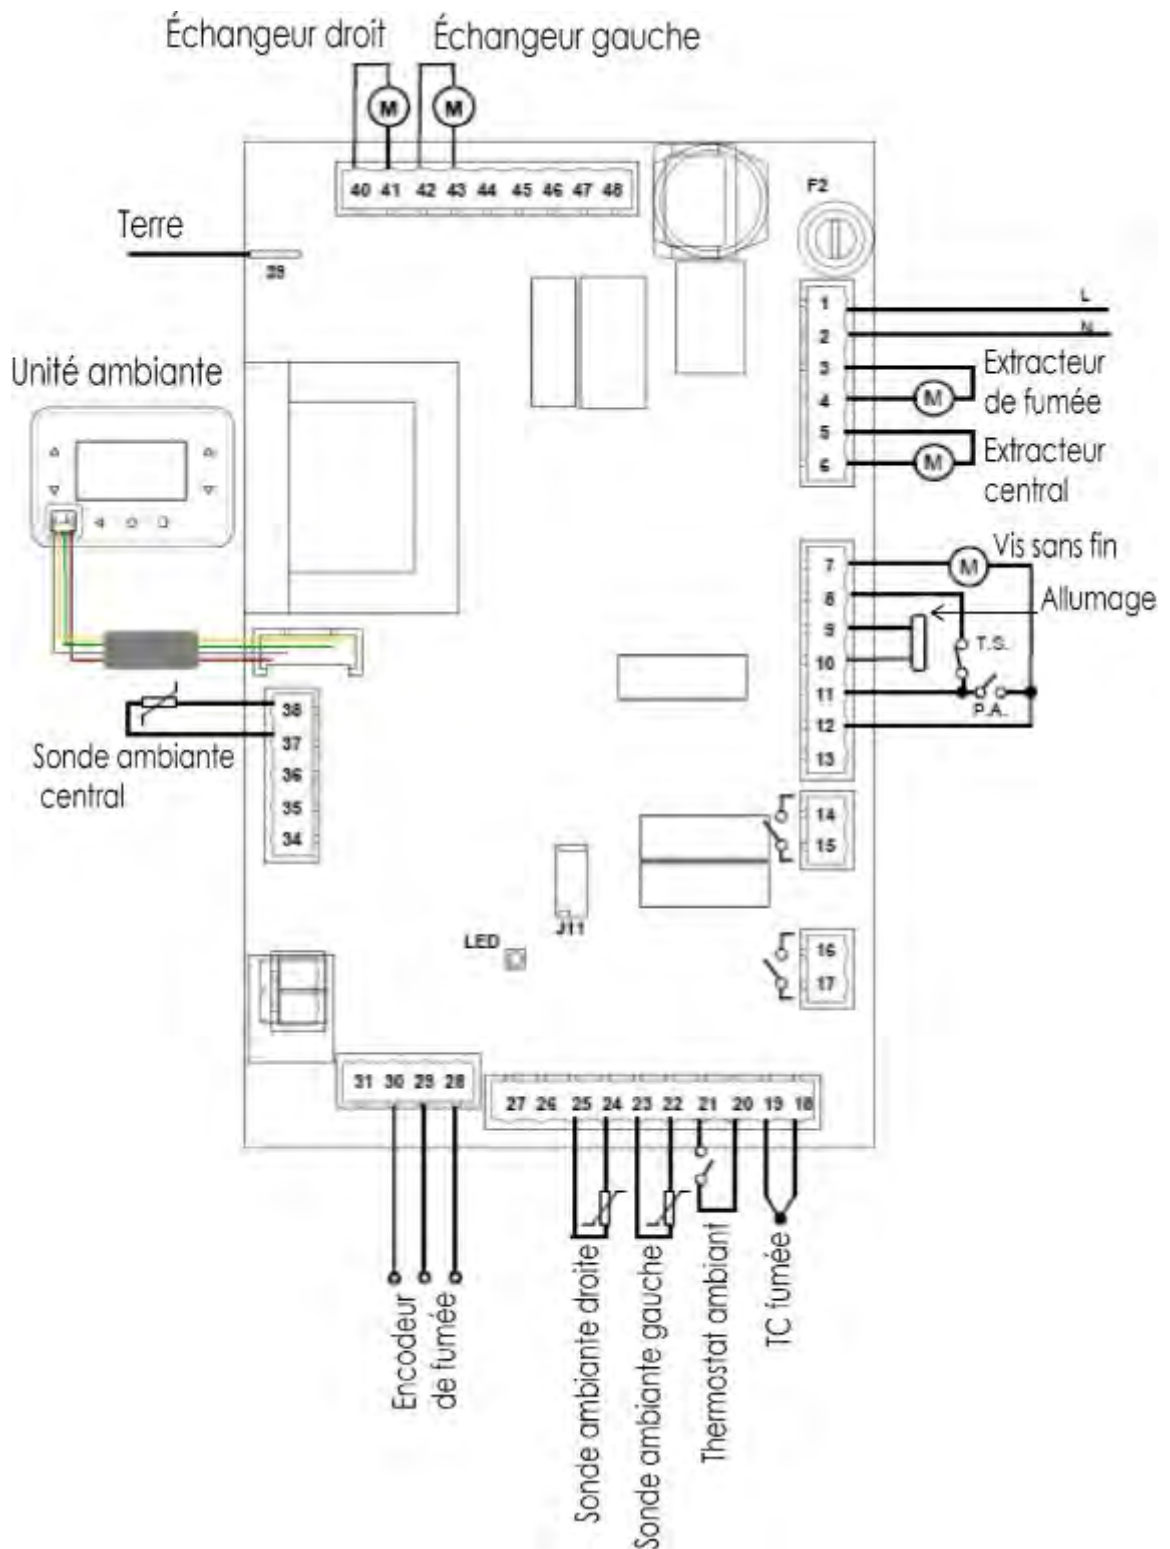 Échangeur droit
Échangeur gauche
M
M
40 41 42 43 44 45 46 47 48
F2
Terre
39
1
L
2
N
3
Extracteur
de fumée
4
M
5
Extracteur
central
6
M
Unité ambiante
7
M
Vis sans fin
8
Allumage
9
T.S.
10
11
P.A.
12
13
38
37
Sonde ambiante
central
36
35
34
14
15
J11
LED
16
17
31 30 29 28
27 26 25 24 23 22 21 20 19 18
Encodeur
de fumée
Sonde ambiante droite
Sonde ambiante gauche
Thermostat ambiant
TC fumée